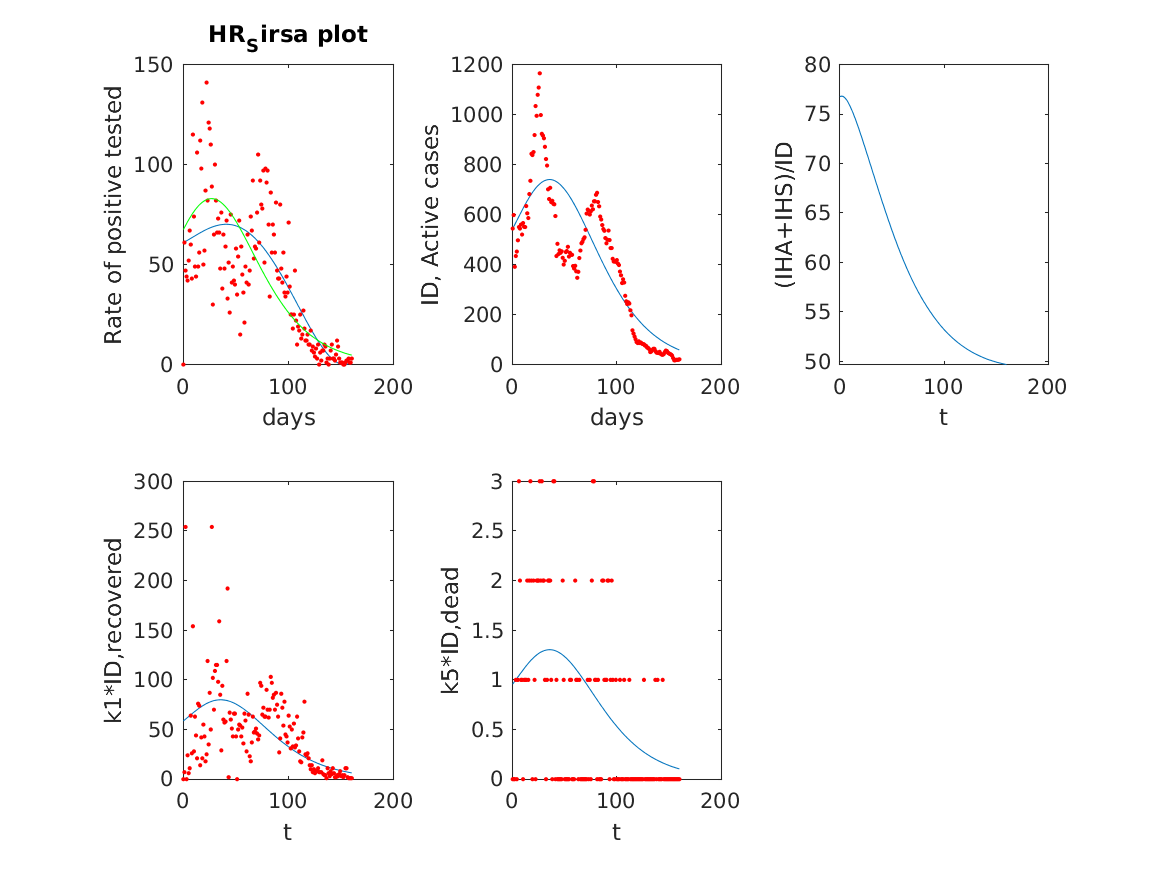 HR_Sirsa plot
150
100
50
0
Rate of positive tested
0 100 200
days
1200
1000
800
600
400
200
0
ID, Active cases
0 100 200
days
80
75
70
65
60
55
50
(IHA+IHS)/ID
0 100 200
t
300
250
200
150
100
50
0
k1*ID,recovered
0 100 200
t
3
2.5
2
1.5
1
0.5
0
k5*ID,dead
0 100 200
t